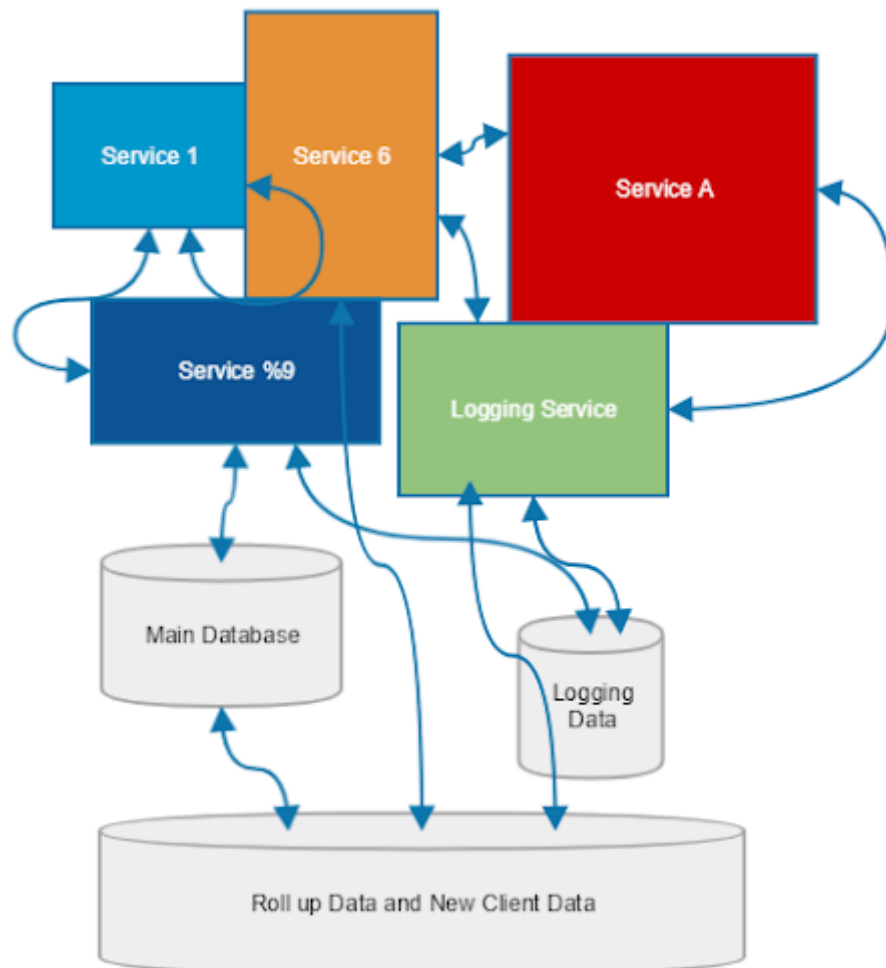 Service 1
Service 6
Service A
Service %9
Logging Service
Main Database
Logging
Data
Roll up Data and New Client Data